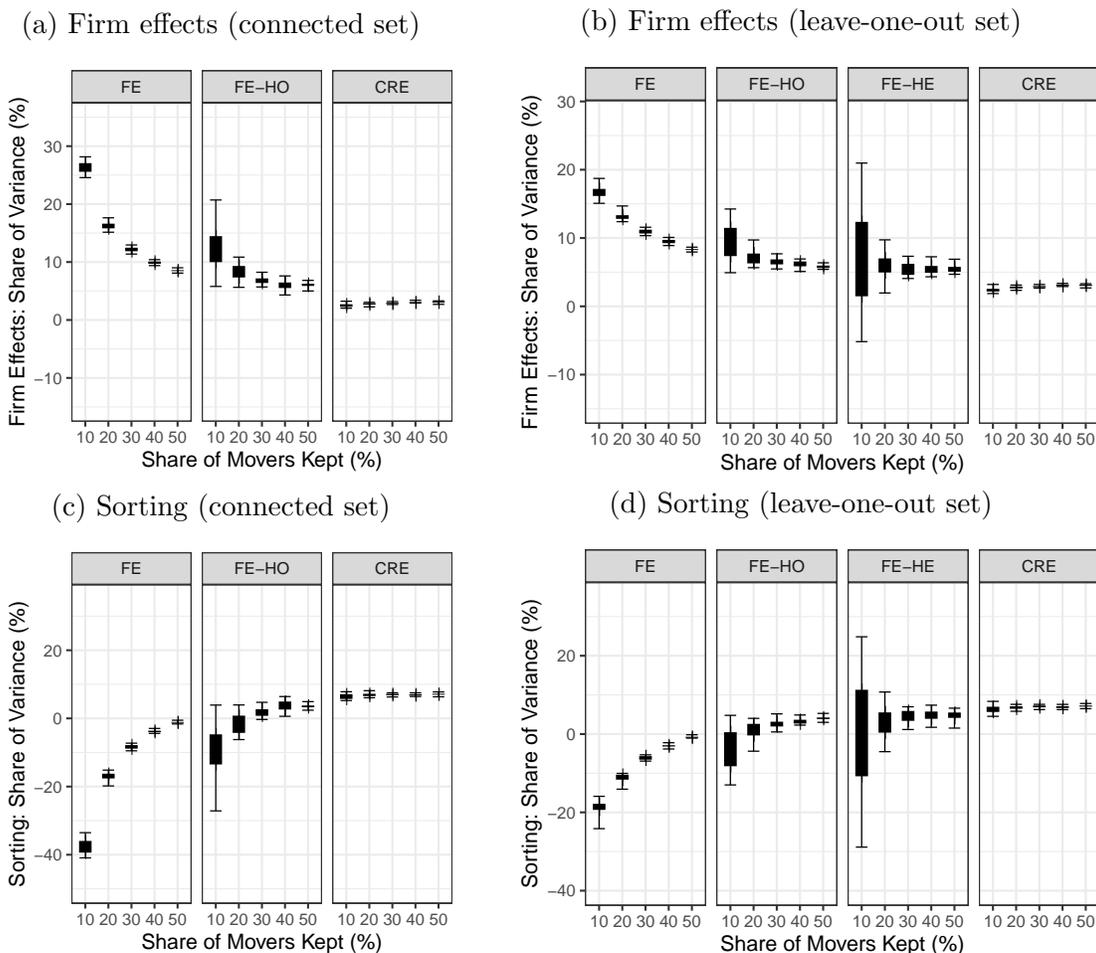 (a) Firm effects (connected set)
FE FE−HO CRE
Firm Effects: Share of Variance (%)
30
20
10
0
−10
10 20 30 40 50 10 20 30 40 50 10 20 30 40 50
Share of Movers Kept (%)
(b) Firm effects (leave-one-out set)
FE FE−HO FE−HE CRE
Firm Effects: Share of Variance (%)
30
20
10
0
−10
10 20 30 40 50 10 20 30 40 50 10 20 30 40 50 10 20 30 40 50
Share of Movers Kept (%)
(c) Sorting (connected set)
FE FE−HO CRE
Sorting: Share of Variance (%)
20
0
−20
−40
10 20 30 40 50 10 20 30 40 50 10 20 30 40 50
Share of Movers Kept (%)
(d) Sorting (leave-one-out set)
FE FE−HO FE−HE CRE
Sorting: Share of Variance (%)
20
0
−20
−40
10 20 30 40 50 10 20 30 40 50 10 20 30 40 50 10 20 30 40 50
Share of Movers Kept (%)